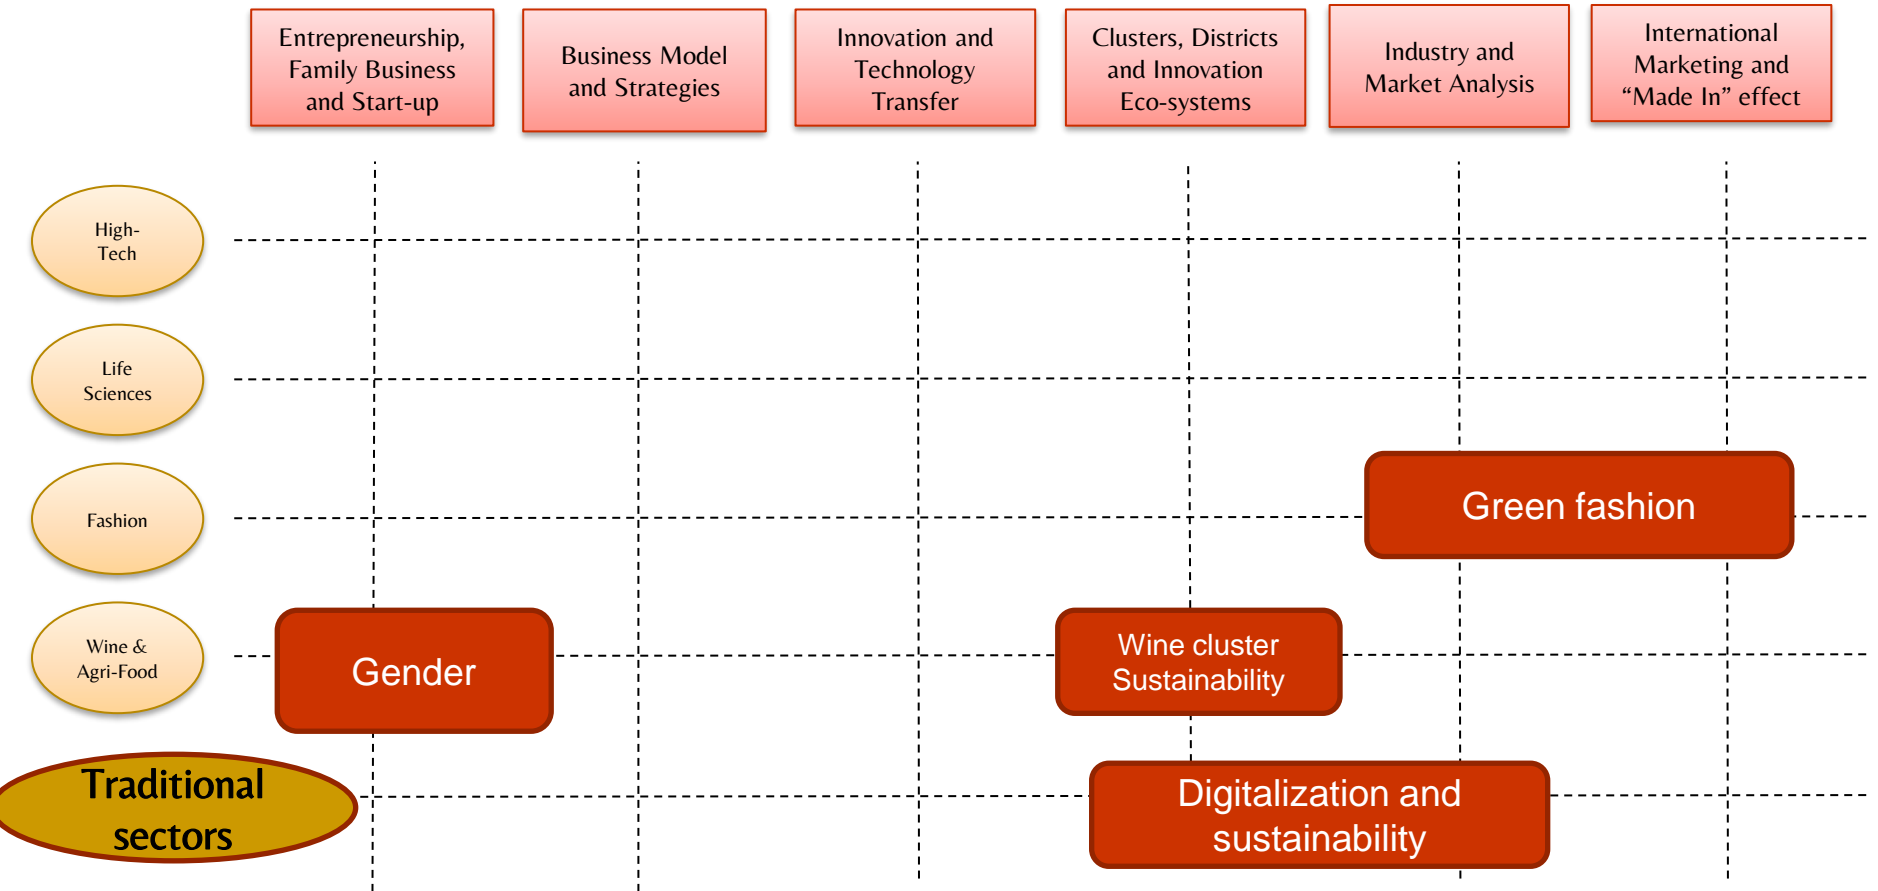 Entrepreneurship,
Family Business
and Start-up
Business Model
and Strategies
Innovation and
Technology
Transfer
Clusters, Districts
and Innovation
Eco-systems
Industry and
Market Analysis
International
Marketing and
“Made In” effect
High-
Tech
Life
Sciences
Fashion
Green fashion
Wine &
Agri-Food
Gender
Wine cluster
Sustainability
Traditional
sectors
Digitalization and
sustainability